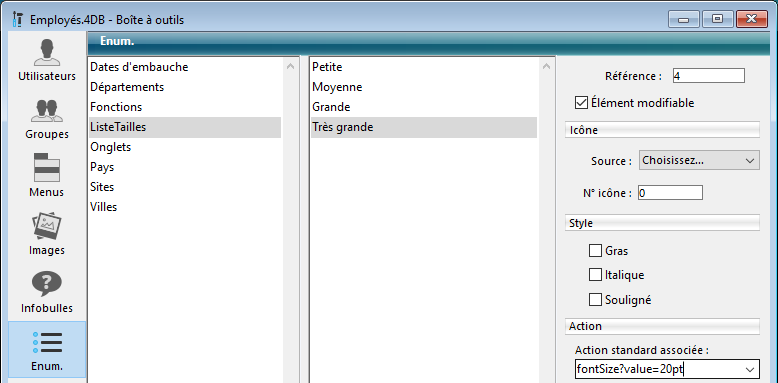 Employés.4DB - Boîte à outils
Enum.
Utilisateurs
Groupes
Menus
Images
Infobulles
Enum.
Dates d'embauche
Départements
Fonctions
ListeTailles
Onglets
Pays
Sites
Villes
Petite
Moyenne
Grande
Très grande
Référence : 4
Élément modifiable
Icône
Source : Choisissez...
N° icône : 0
Style
Gras
Italique
Souligné
Action
Action standard associée :
fontSize?value=20pt